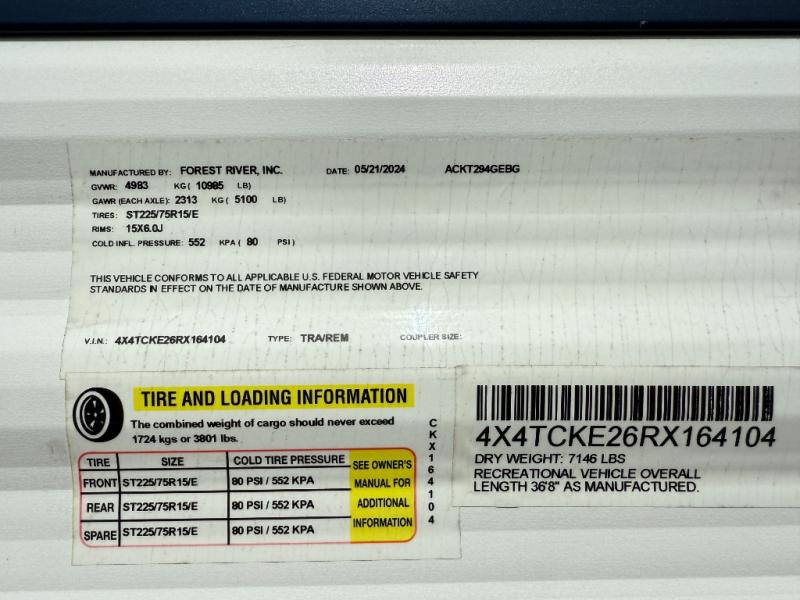 MANUFACTURED BY: FOREST RIVER, INC. DATE: 05/21/2024 ACKT294GEBG
GVWR: 4983 KG ( 10985 LB)
GAWR (EACH AXLE): 2313 KG ( 5100 LB)
TIRES: ST225/75R15/E
RIMS: 15X6.0J
COLD INFL. PRESSURE: 552 KPA ( 80 PSI)
THIS VEHICLE CONFORMS TO ALL APPLICABLE U.S. FEDERAL MOTOR VEHICLE SAFETY
STANDARDS IN EFFECT ON THE DATE OF MANUFACTURE SHOWN ABOVE.
V.I.N.: 4X4TCKE26RX164104 TYPE: TRA/REM COUPLER SIZE:
TIRE AND LOADING INFORMATION
The combined weight of cargo should never exceed
1724 kgs or 3801 lbs.
TIRE SIZE COLD TIRE PRESSURE
FRONT ST225/75R15/E 80 PSI / 552 KPA
REAR ST225/75R15/E 80 PSI / 552 KPA
SPARE ST225/75R15/E 80 PSI / 552 KPA
SEE OWNER'S
MANUAL FOR
ADDITIONAL
INFORMATION
CKX164104
4X4TCKE26RX164104
DRY WEIGHT: 7146 LBS
RECREATIONAL VEHICLE OVERALL
LENGTH 36'8" AS MANUFACTURED.